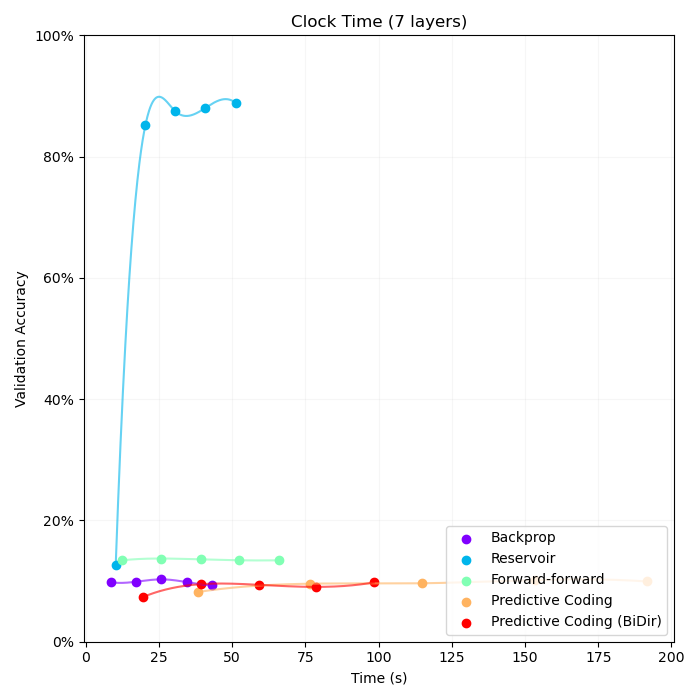 Clock Time (7 layers)
100%
80%
60%
40%
20%
0%
Validation Accuracy
0 25 50 75 100 125 150 175 200
Time (s)
Backprop
Reservoir
Forward-forward
Predictive Coding
Predictive Coding (BiDir)